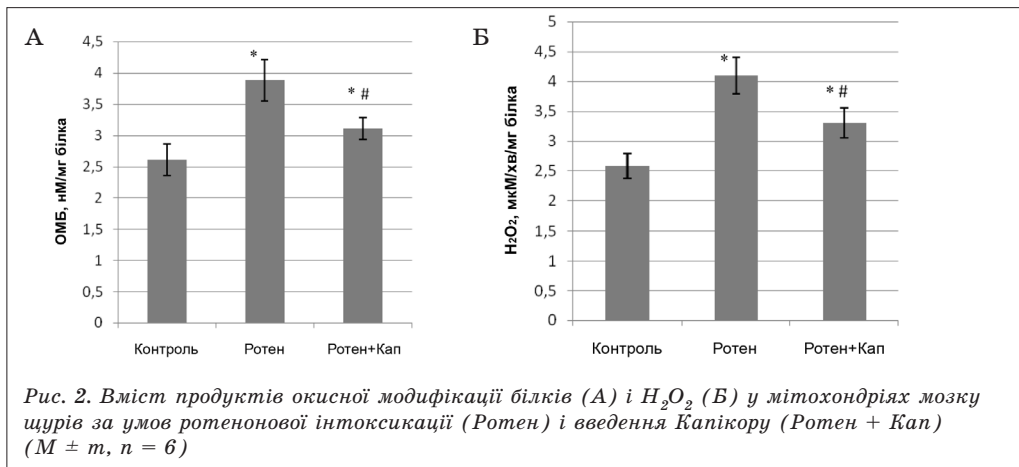 А
4,5
4
3,5
3
2,5
2
1,5
1
0,5
0
ОМБ, нМ/мг білка
*
* #
Контроль
Ротен
Ротен+Кап
Б
5
4,5
4
3,5
3
2,5
2
1,5
1
0,5
0
H₂O₂, мкМ/хв/мг білка
*
* #
Контроль
Ротен
Ротен+Кап
Рис. 2. Вміст продуктів окисної модифікації білків (А) і H₂O₂ (Б) у мітохондріях мозку
щурів за умов ротенонової інтоксикації (Ротен) і введення Капікору (Ротен + Кап)
(M ± m, n = 6)